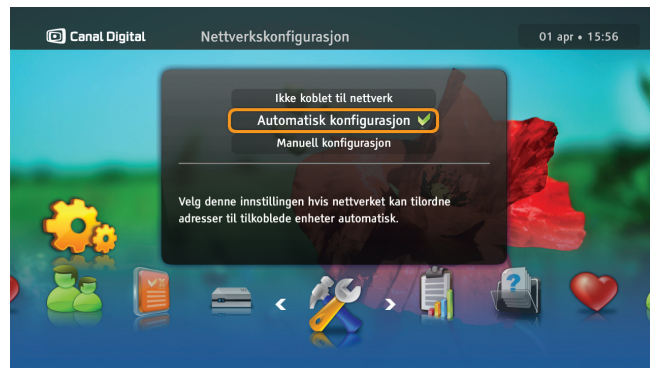 Canal Digital
Nettverkskonfigurasjon
01 apr • 15:56
Ikke koblet til nettverk
Automatisk konfigurasjon
Manuell konfigurasjon
Velg denne innstillingen hvis nettverket kan tilordne
adresser til tilkoblede enheter automatisk.
?